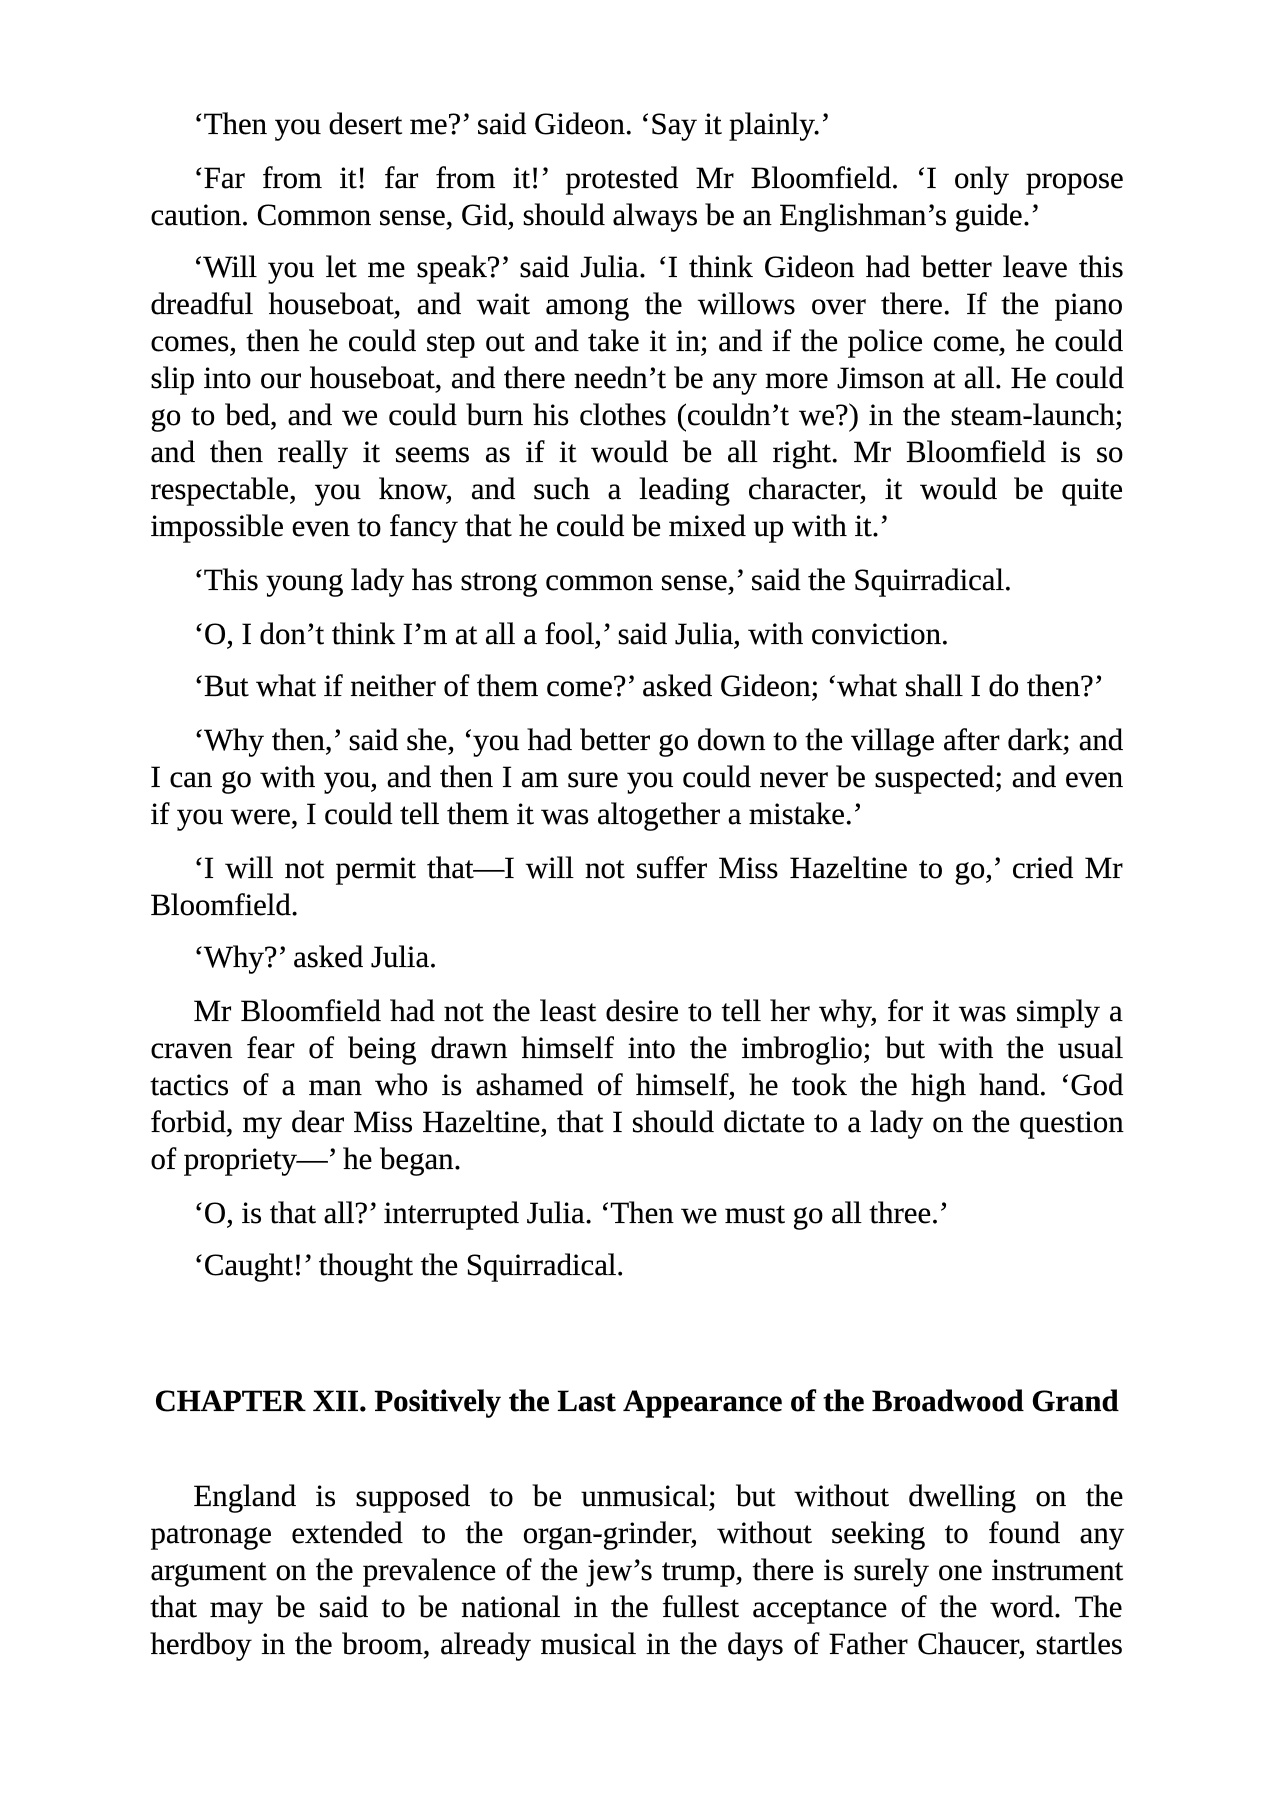 ‘Then you desert me?’ said Gideon. ‘Say it plainly.’
‘Far from it! far from it!’ protested Mr Bloomfield. ‘I only propose
caution. Common sense, Gid, should always be an Englishman’s guide.’
‘Will you let me speak?’ said Julia. ‘I think Gideon had better leave this
dreadful houseboat, and wait among the willows over there. If the piano
comes, then he could step out and take it in; and if the police come, he could
slip into our houseboat, and there needn’t be any more Jimson at all. He could
go to bed, and we could burn his clothes (couldn’t we?) in the steam-launch;
and then really it seems as if it would be all right. Mr Bloomfield is so
respectable, you know, and such a leading character, it would be quite
impossible even to fancy that he could be mixed up with it.’
‘This young lady has strong common sense,’ said the Squirradical.
‘O, I don’t think I’m at all a fool,’ said Julia, with conviction.
‘But what if neither of them come?’ asked Gideon; ‘what shall I do then?’
‘Why then,’ said she, ‘you had better go down to the village after dark; and
I can go with you, and then I am sure you could never be suspected; and even
if you were, I could tell them it was altogether a mistake.’
‘I will not permit that—I will not suffer Miss Hazeltine to go,’ cried Mr
Bloomfield.
‘Why?’ asked Julia.
Mr Bloomfield had not the least desire to tell her why, for it was simply a
craven fear of being drawn himself into the imbroglio; but with the usual
tactics of a man who is ashamed of himself, he took the high hand. ‘God
forbid, my dear Miss Hazeltine, that I should dictate to a lady on the question
of propriety—’ he began.
‘O, is that all?’ interrupted Julia. ‘Then we must go all three.’
‘Caught!’ thought the Squirradical.
CHAPTER XII. Positively the Last Appearance of the Broadwood Grand
England is supposed to be unmusical; but without dwelling on the
patronage extended to the organ-grinder, without seeking to found any
argument on the prevalence of the jew’s trump, there is surely one instrument
that may be said to be national in the fullest acceptance of the word. The
herdboy in the broom, already musical in the days of Father Chaucer, startles